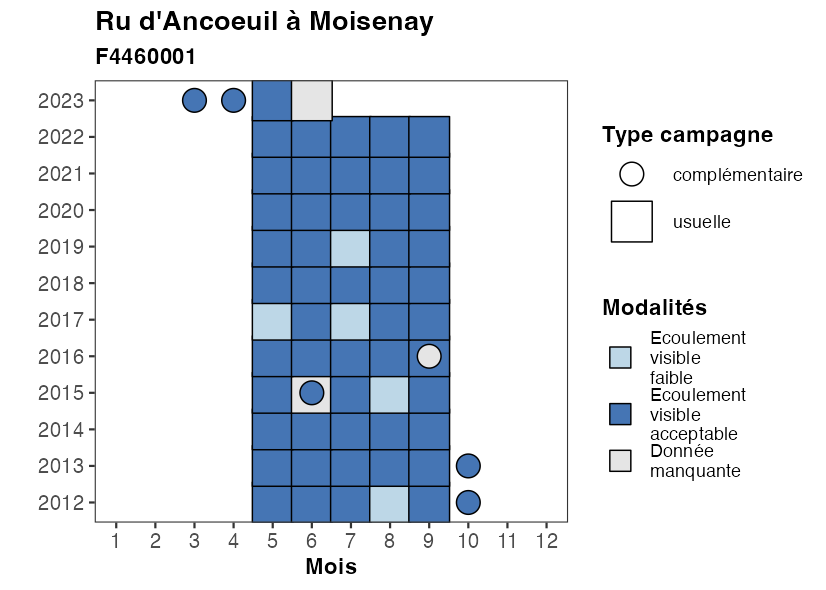 Ru d'Ancoeuil à Moisenay
F4460001
2023
2022
2021
2020
2019
2018
2017
2016
2015
2014
2013
2012
1 2 3 4 5 6 7 8 9 10 11 12
Mois
Type campagne
complémentaire
usuelle
Modalités
Ecoulement
visible
faible
Ecoulement
visible
acceptable
Donnée
manquante